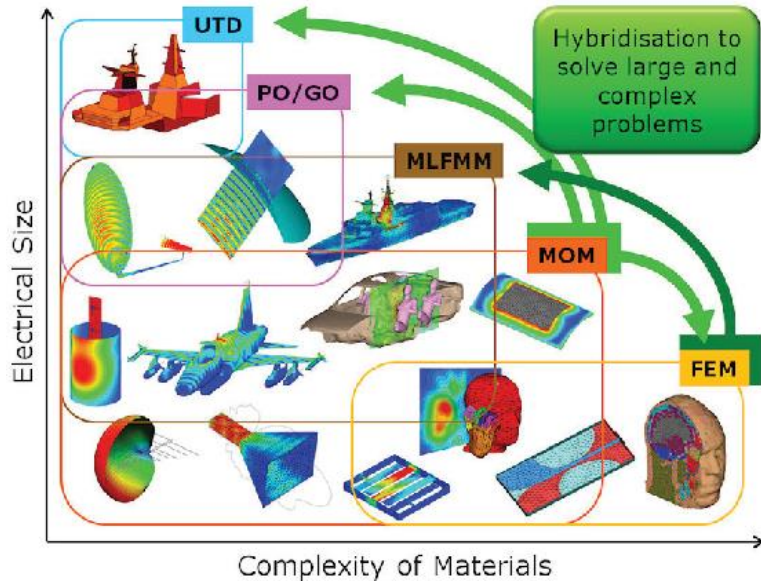 UTD
Hybridisation to
solve large and
complex
problems
PO/GO
MLFMM
MOM
FEM
Electrical Size
Complexity of Materials